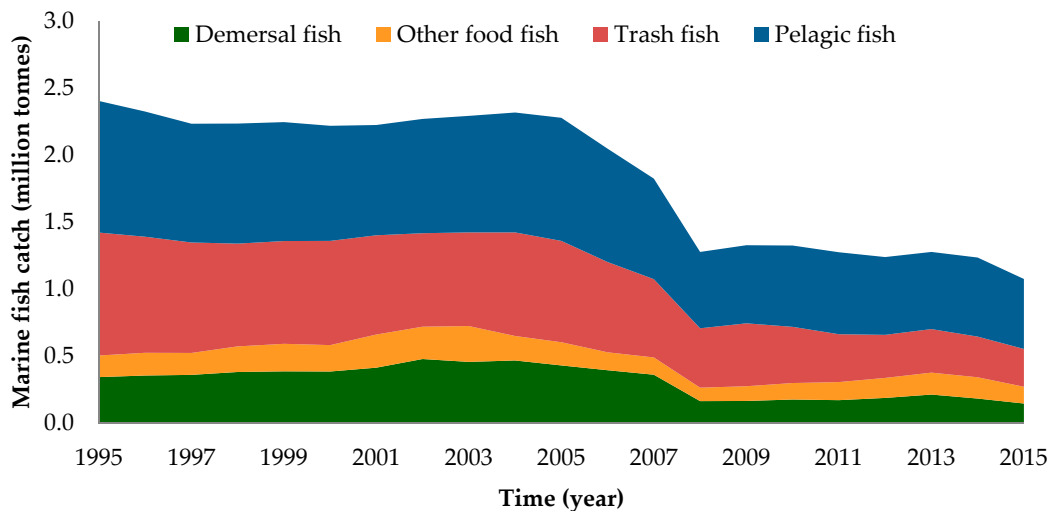 3.0
Demersal fish Other food fish Trash fish Pelagic fish
2.5
2.0
1.5
1.0
0.5
0.0
Marine fish catch (million tonnes)
1995 1997 1999 2001 2003 2005 2007 2009 2011 2013 2015
Time (year)